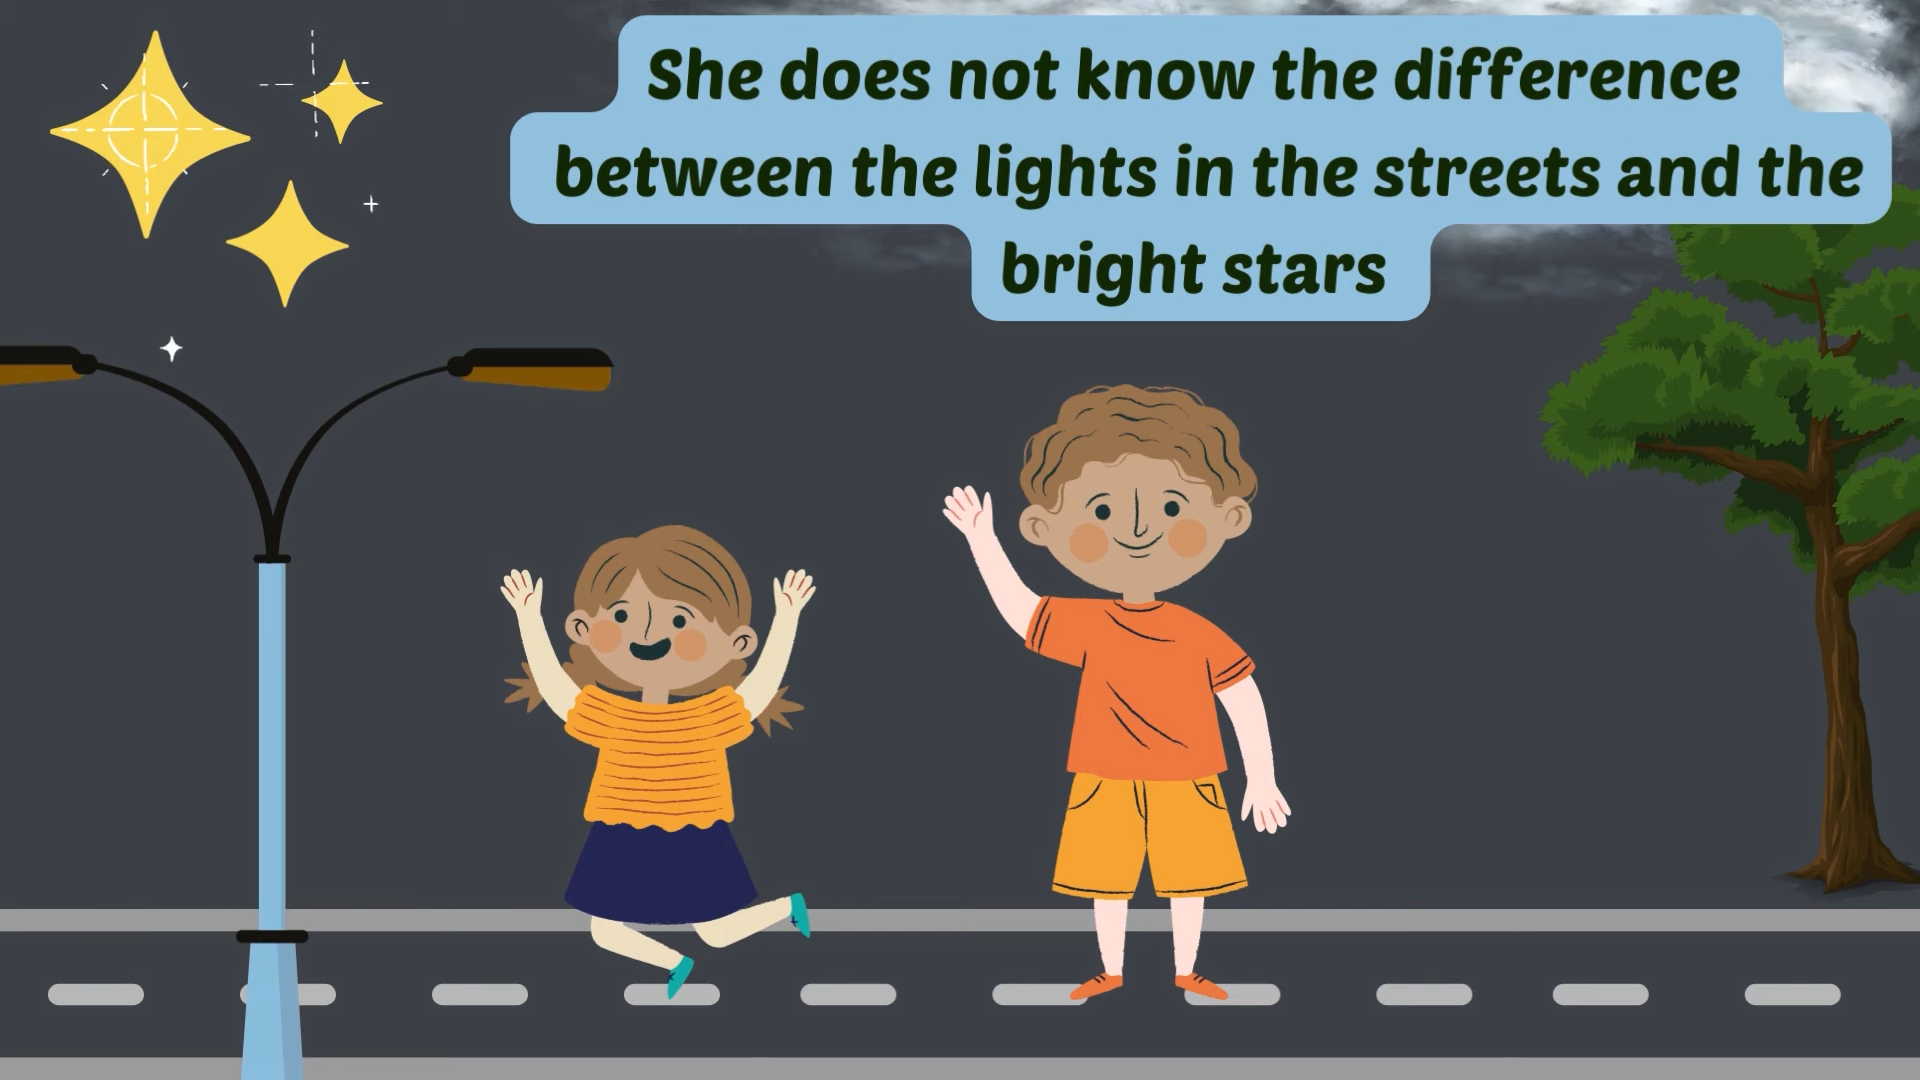 She does not know the difference
between the lights in the streets and the
bright stars